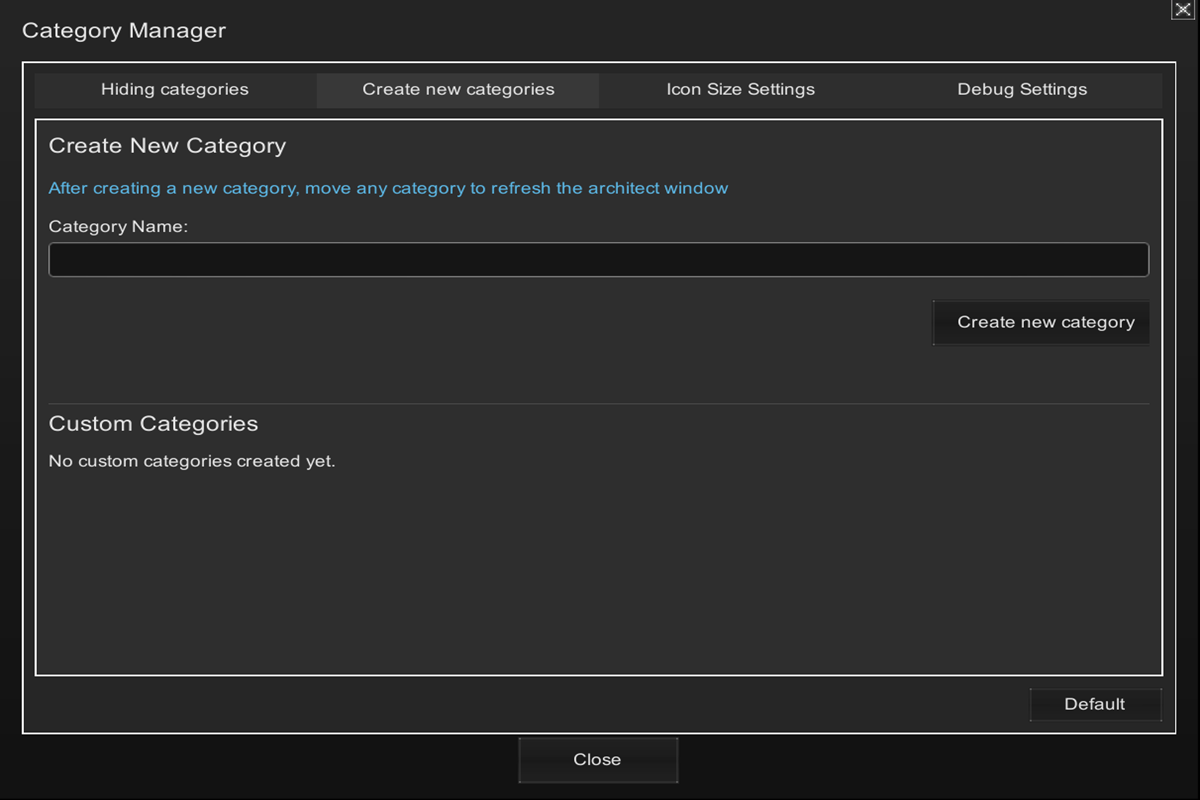 Category Manager
Hiding categories
Create new categories
Icon Size Settings
Debug Settings
Create New Category
After creating a new category, move any category to refresh the architect window
Category Name:
Create new category
Custom Categories
No custom categories created yet.
Default
Close